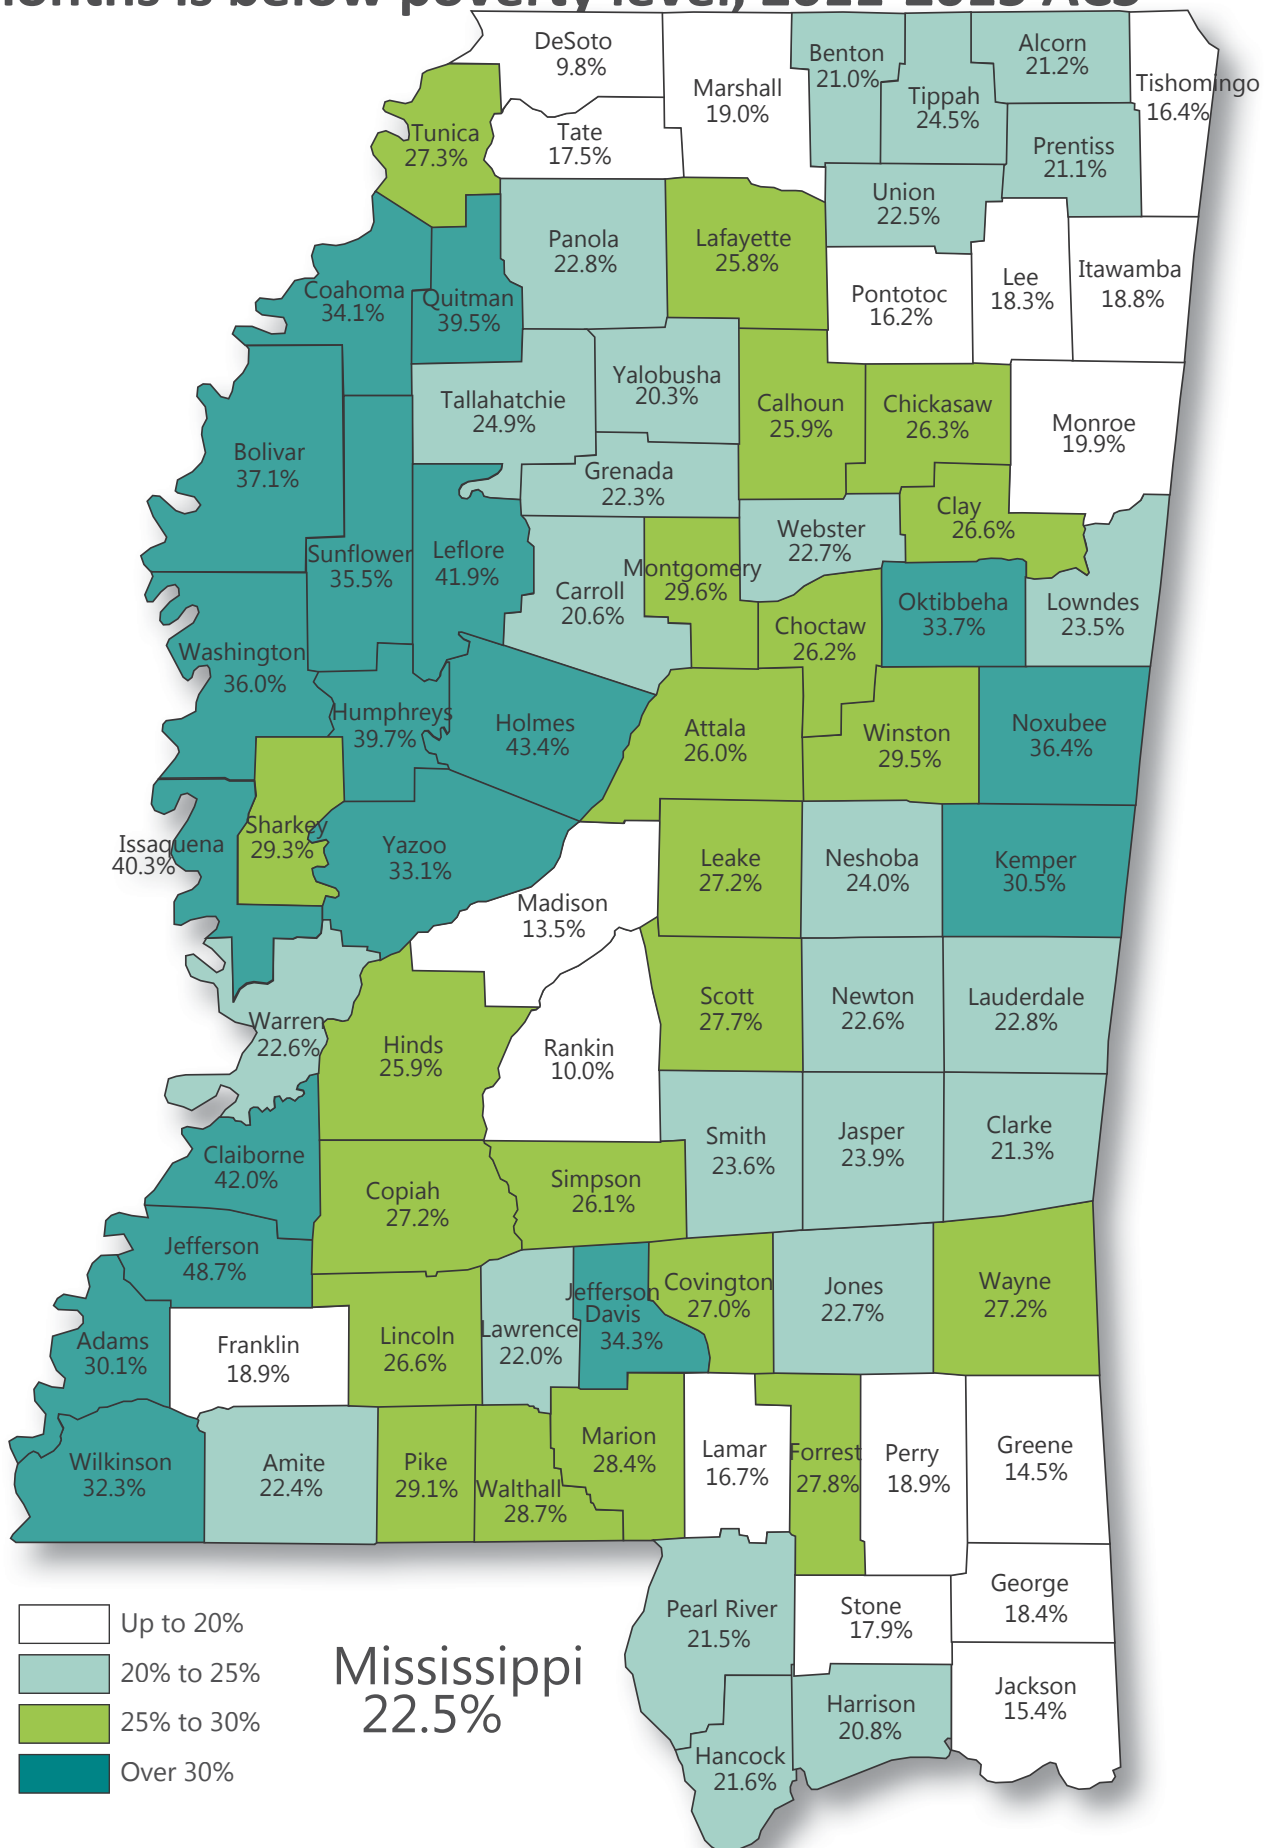 is below poverty level,
DeSoto
9.8%
Marshall
19.0%
Benton
21.0%
Tippah
24.5%
Alcorn
21.2%
Tishomingo
16.4%
Tunica
27.3%
Tate
17.5%
Prentiss
21.1%
Union
22.5%
Panola
22.8%
Lafayette
25.8%
Pontotoc
16.2%
Lee
18.3%
Itawamba
18.8%
Coahoma
34.1%
Quitman
39.5%
Tallahatchie
24.9%
Yalobusha
20.3%
Calhoun
25.9%
Chickasaw
26.3%
Monroe
19.9%
Bolivar
37.1%
Grenada
22.3%
Clay
26.6%
Sunflower
35.5%
Leflore
41.9%
Carroll
20.6%
Montgomery
29.6%
Webster
22.7%
Choctaw
26.2%
Oktibbeha
33.7%
Lowndes
23.5%
Washington
36.0%
Humphreys
39.7%
Holmes
43.4%
Attala
26.0%
Winston
29.5%
Noxubee
36.4%
Issaquena
40.3%
Sharkey
29.3%
Yazoo
33.1%
Madison
13.5%
Leake
27.2%
Neshoba
24.0%
Kemper
30.5%
Warren
22.6%
Hinds
25.9%
Rankin
10.0%
Scott
27.7%
Newton
22.6%
Lauderdale
22.8%
Claiborne
42.0%
Copiah
27.2%
Simpson
26.1%
Smith
23.6%
Jasper
23.9%
Clarke
21.3%
Jefferson
48.7%
Adams
30.1%
Franklin
18.9%
Lincoln
26.6%
Lawrence
22.0%
Jefferson
Davis
34.3%
Covington
27.0%
Jones
22.7%
Wayne
27.2%
Wilkinson
32.3%
Amite
22.4%
Pike
29.1%
Walthall
28.7%
Marion
28.4%
Lamar
16.7%
Forrest
27.8%
Perry
18.9%
Greene
14.5%
Pearl River
21.5%
Stone
17.9%
George
18.4%
Hancock
21.6%
Harrison
20.8%
Jackson
15.4%
Up to 20%
20% to 25%
25% to 30%
Over 30%
Mississippi
22.5%